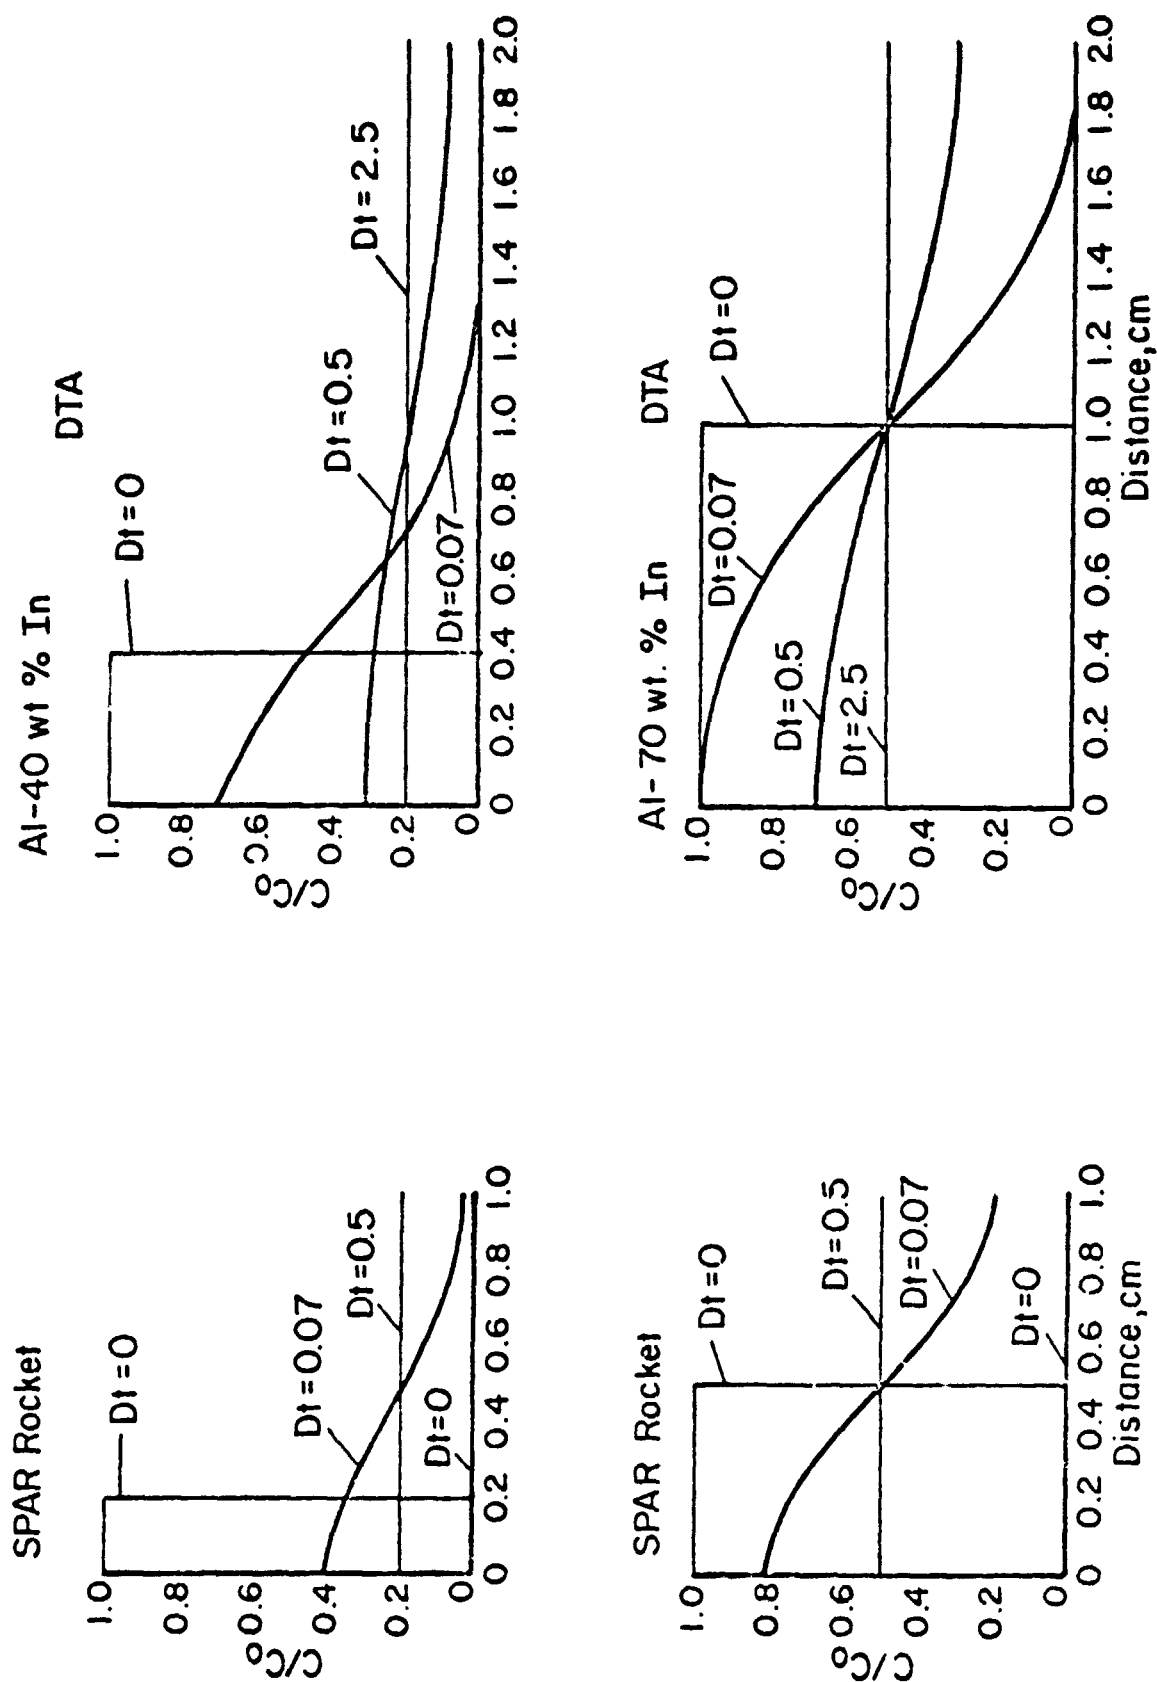 Al-40 wt % In
SPAR Rocket
DTA
1.0
0.8
0.6
0.4
0.2
0
C/C₀
Dt=0
Dt=0.07
Dt=0.5
Dt=0
0 0.2 0.4 0.6 0.8 1.0
1.0
0.8
0.6
0.4
0.2
0
C/C₀
Dt=0
Dt=0.5
Dt=2.5
Dt=0.07
0 0.2 0.4 0.6 0.8 1.0 1.2 1.4 1.6 1.8 2.0
Al-70 wt. % In
SPAR Rocket
DTA
1.0
0.8
0.6
0.4
0.2
0
C/C₀
Dt=0
Dt=0.5
Dt=0.07
Dt=0
0 0.2 0.4 0.6 0.8 1.0
Distance,cm
1.0
0.8
0.6
0.4
0.2
0
C/C₀
Dt=0.07
Dt=0
Dt=0.5
Dt=2.5
0 0.2 0.4 0.6 0.8 1.0 1.2 1.4 1.6 1.8 2.0
Distance,cm